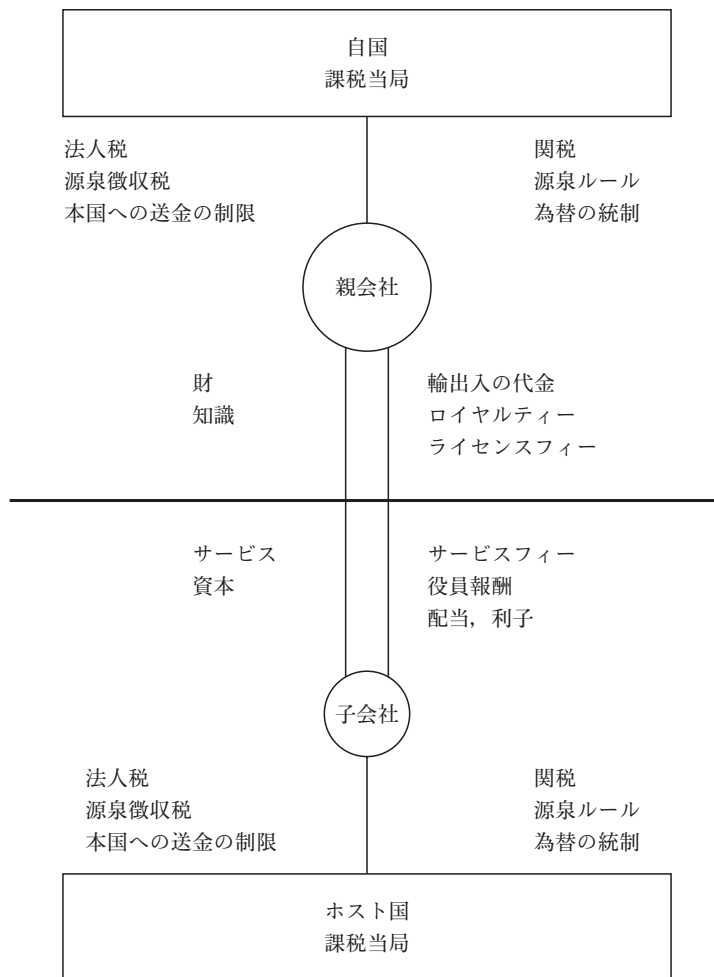 自国
課税当局
法人税
源泉徴収税
本国への送金の制限
関税
源泉ルール
為替の統制
親会社
財
知識
輸出入の代金
ロイヤルティー
ライセンスフィー
サービス
資本
サービスフィー
役員報酬
配当，利子
子会社
法人税
源泉徴収税
本国への送金の制限
関税
源泉ルール
為替の統制
ホスト国
課税当局